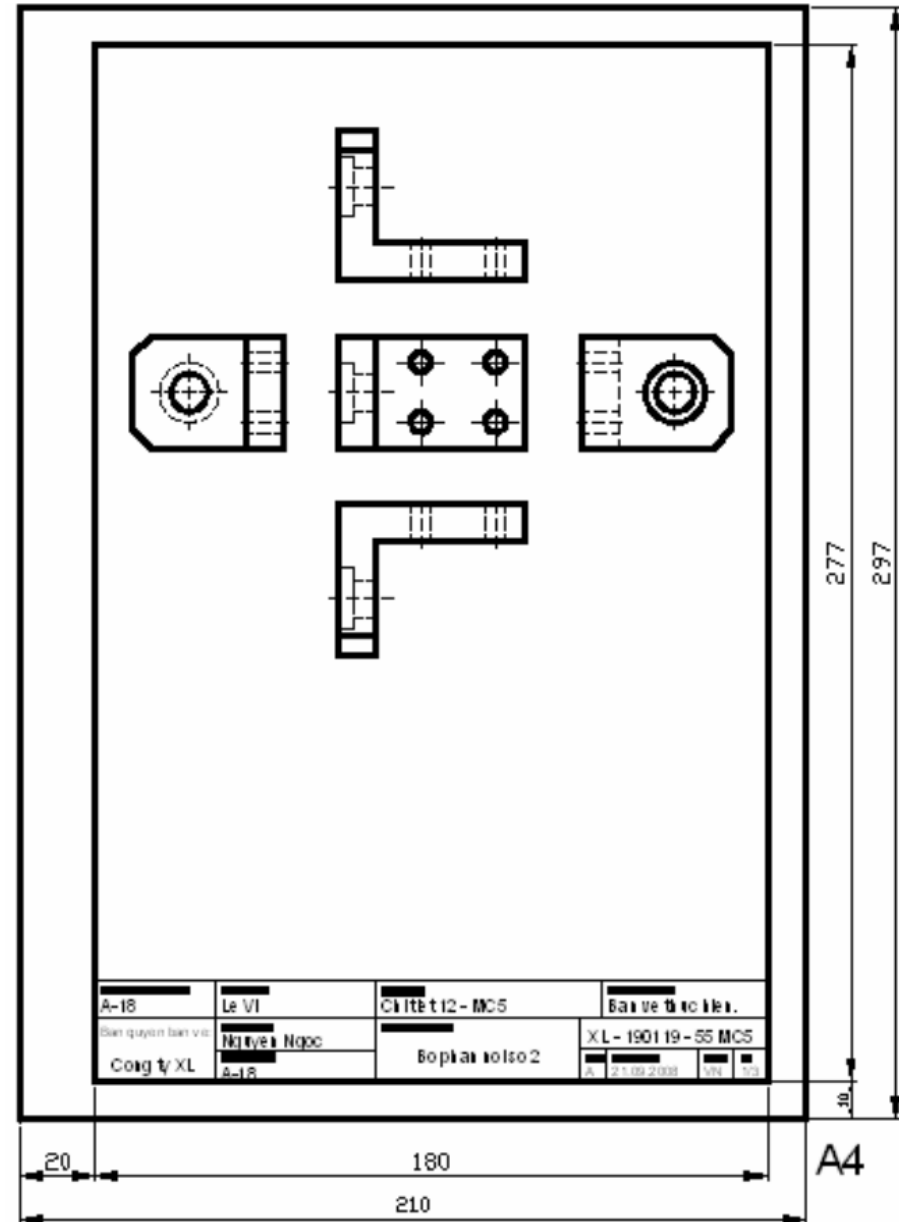 277
297
A-18
Le VI
Chitiet 12 - MC5
Ban ve thuc hien.
Ban quyen ban ve:
Cong ty XL
Nguyen Ngoc
A-18
Bo phan noi so 2
XL - 190119 - 55 MC5
A
21.09.2008
VN
1/3
10
20
180
210
A4